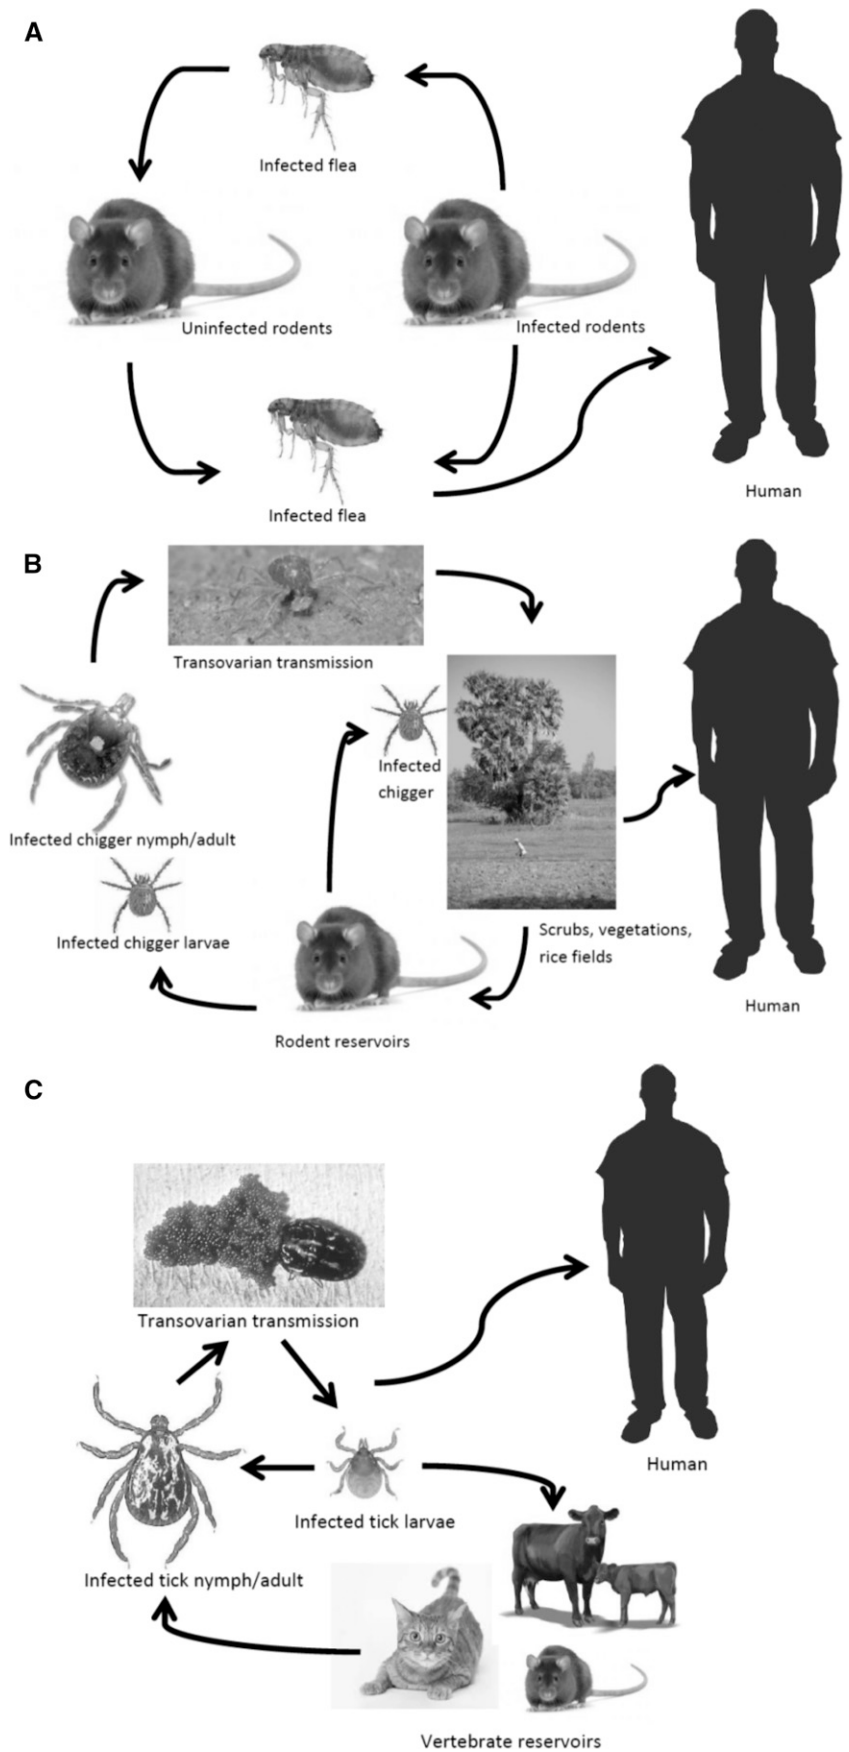 A
Infected flea
Uninfected rodents
Infected rodents
Infected flea
Human
B
Transovarian transmission
Infected
chigger
Infected chigger nymph/adult
Infected chigger larvae
Scrubs, vegetations,
rice fields
Rodent reservoirs
Human
C
Transovarian transmission
Human
Infected tick larvae
Infected tick nymph/adult
Vertebrate reservoirs